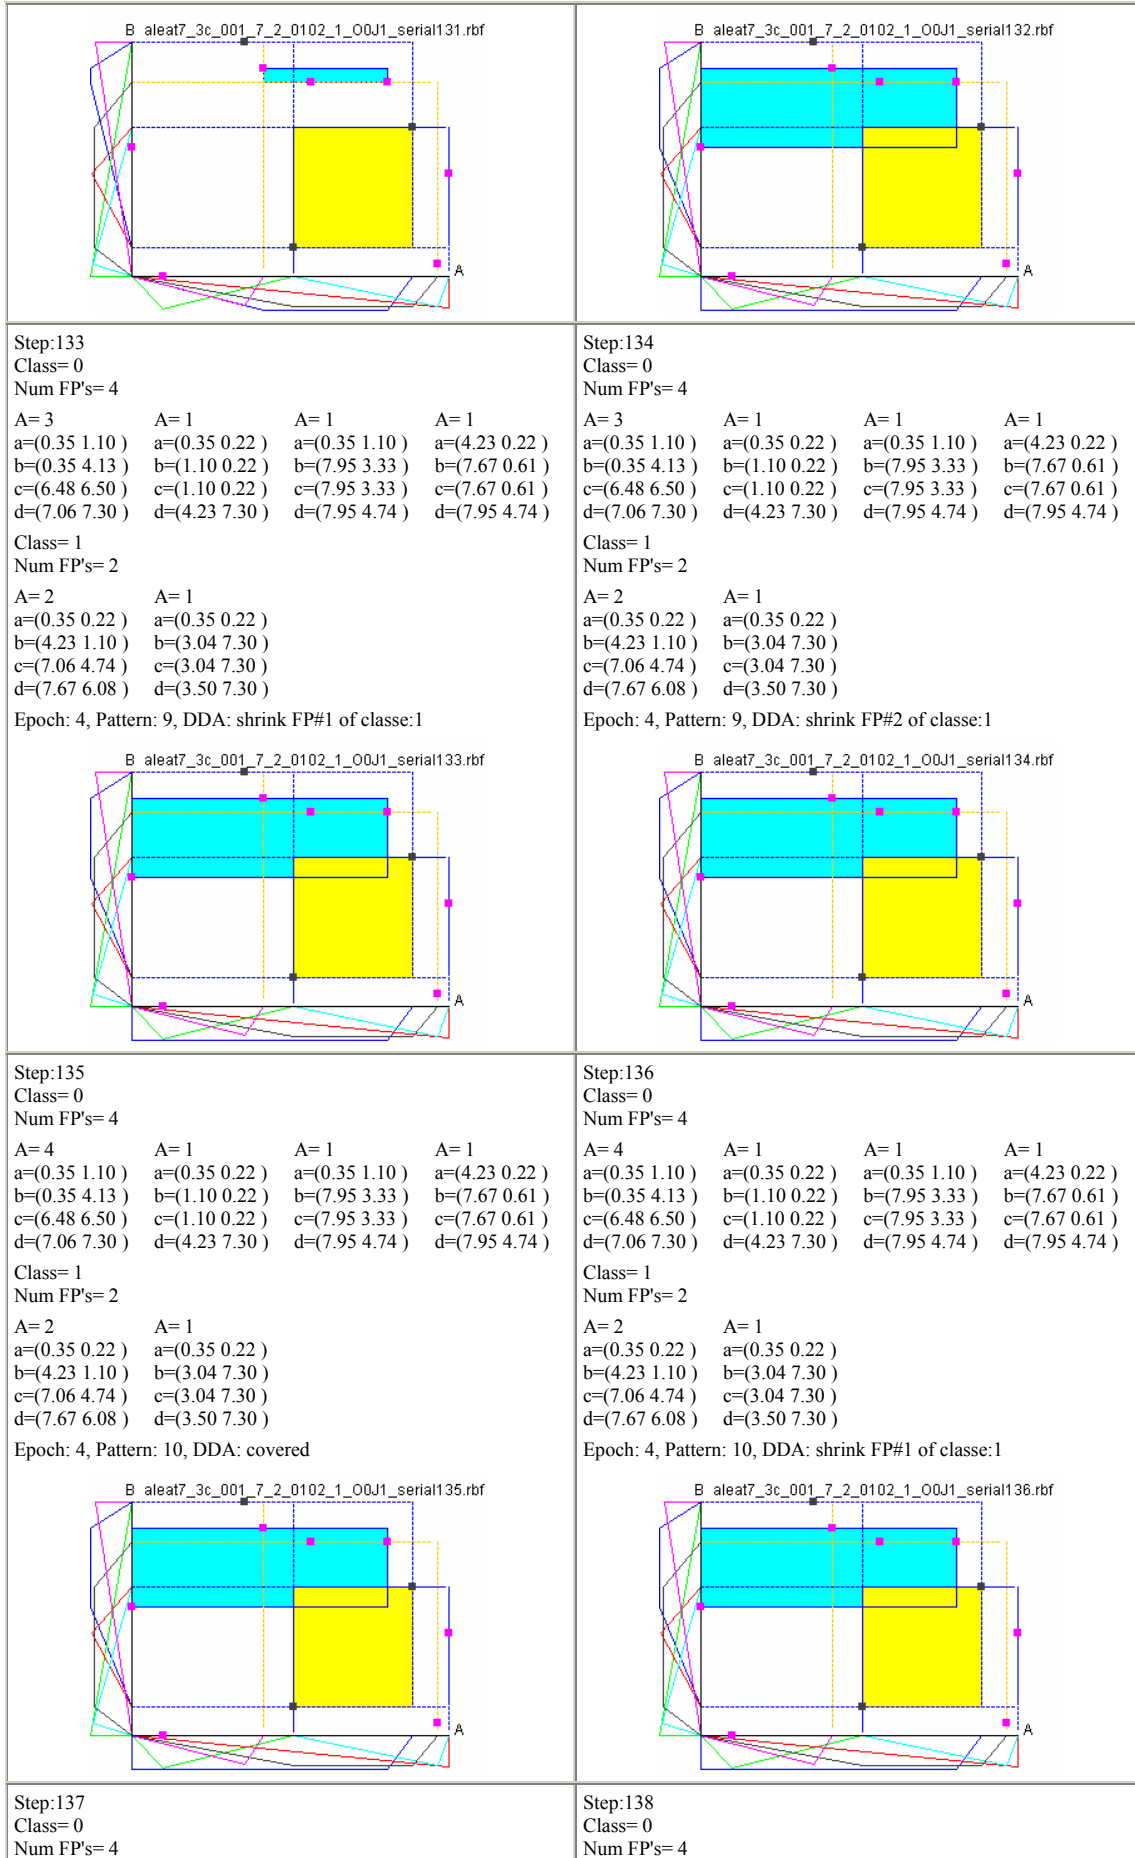 B aleat7_3c_001_7_2_0102_1_O0J1_serial131.rbf
A
B aleat7_3c_001_7_2_0102_1_O0J1_serial132.rbf
A
Step:133
Class= 0
Num FP's= 4
A= 3 A= 1 A= 1 A= 1
a=(0.35 1.10 ) a=(0.35 0.22 ) a=(0.35 1.10 ) a=(4.23 0.22 )
b=(0.35 4.13 ) b=(1.10 0.22 ) b=(7.95 3.33 ) b=(7.67 0.61 )
c=(6.48 6.50 ) c=(1.10 0.22 ) c=(7.95 3.33 ) c=(7.67 0.61 )
d=(7.06 7.30 ) d=(4.23 7.30 ) d=(7.95 4.74 ) d=(7.95 4.74 )
Class= 1
Num FP's= 2
A= 2 A= 1
a=(0.35 0.22 ) a=(0.35 0.22 )
b=(4.23 1.10 ) b=(3.04 7.30 )
c=(7.06 4.74 ) c=(3.04 7.30 )
d=(7.67 6.08 ) d=(3.50 7.30 )
Epoch: 4, Pattern: 9, DDA: shrink FP#1 of classe:1
B aleat7_3c_001_7_2_0102_1_O0J1_serial133.rbf
A
Step:134
Class= 0
Num FP's= 4
A= 3 A= 1 A= 1 A= 1
a=(0.35 1.10 ) a=(0.35 0.22 ) a=(0.35 1.10 ) a=(4.23 0.22 )
b=(0.35 4.13 ) b=(1.10 0.22 ) b=(7.95 3.33 ) b=(7.67 0.61 )
c=(6.48 6.50 ) c=(1.10 0.22 ) c=(7.95 3.33 ) c=(7.67 0.61 )
d=(7.06 7.30 ) d=(4.23 7.30 ) d=(7.95 4.74 ) d=(7.95 4.74 )
Class= 1
Num FP's= 2
A= 2 A= 1
a=(0.35 0.22 ) a=(0.35 0.22 )
b=(4.23 1.10 ) b=(3.04 7.30 )
c=(7.06 4.74 ) c=(3.04 7.30 )
d=(7.67 6.08 ) d=(3.50 7.30 )
Epoch: 4, Pattern: 9, DDA: shrink FP#2 of classe:1
B aleat7_3c_001_7_2_0102_1_O0J1_serial134.rbf
A
Step:135
Class= 0
Num FP's= 4
A= 4 A= 1 A= 1 A= 1
a=(0.35 1.10 ) a=(0.35 0.22 ) a=(0.35 1.10 ) a=(4.23 0.22 )
b=(0.35 4.13 ) b=(1.10 0.22 ) b=(7.95 3.33 ) b=(7.67 0.61 )
c=(6.48 6.50 ) c=(1.10 0.22 ) c=(7.95 3.33 ) c=(7.67 0.61 )
d=(7.06 7.30 ) d=(4.23 7.30 ) d=(7.95 4.74 ) d=(7.95 4.74 )
Class= 1
Num FP's= 2
A= 2 A= 1
a=(0.35 0.22 ) a=(0.35 0.22 )
b=(4.23 1.10 ) b=(3.04 7.30 )
c=(7.06 4.74 ) c=(3.04 7.30 )
d=(7.67 6.08 ) d=(3.50 7.30 )
Epoch: 4, Pattern: 10, DDA: covered
B aleat7_3c_001_7_2_0102_1_O0J1_serial135.rbf
A
Step:136
Class= 0
Num FP's= 4
A= 4 A= 1 A= 1 A= 1
a=(0.35 1.10 ) a=(0.35 0.22 ) a=(0.35 1.10 ) a=(4.23 0.22 )
b=(0.35 4.13 ) b=(1.10 0.22 ) b=(7.95 3.33 ) b=(7.67 0.61 )
c=(6.48 6.50 ) c=(1.10 0.22 ) c=(7.95 3.33 ) c=(7.67 0.61 )
d=(7.06 7.30 ) d=(4.23 7.30 ) d=(7.95 4.74 ) d=(7.95 4.74 )
Class= 1
Num FP's= 2
A= 2 A= 1
a=(0.35 0.22 ) a=(0.35 0.22 )
b=(4.23 1.10 ) b=(3.04 7.30 )
c=(7.06 4.74 ) c=(3.04 7.30 )
d=(7.67 6.08 ) d=(3.50 7.30 )
Epoch: 4, Pattern: 10, DDA: shrink FP#1 of classe:1
B aleat7_3c_001_7_2_0102_1_O0J1_serial136.rbf
A
Step:137
Class= 0
Num FP's= 4
Step:138
Class= 0
Num FP's= 4